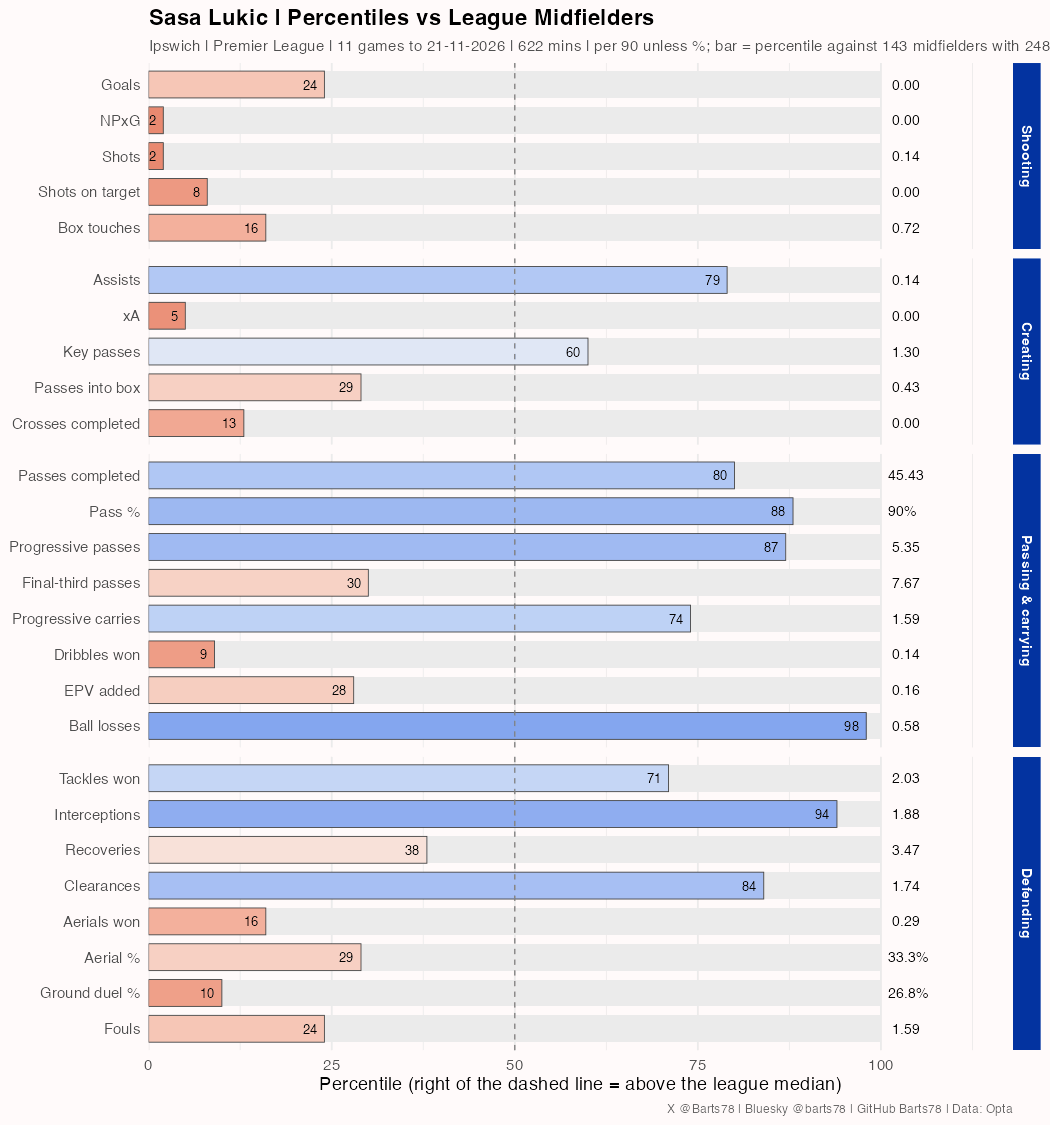 Sasa Lukic | Percentiles vs League Midfielders
Ipswich | Premier League | 11 games to 21-11-2026 | 622 mins | per 90 unless %; bar = percentile against 143 midfielders with 248
Shooting
Goals 24 0.00
NPxG 2 0.00
Shots 2 0.14
Shots on target 8 0.00
Box touches 16 0.72
Creating
Assists 79 0.14
xA 5 0.00
Key passes 60 1.30
Passes into box 29 0.43
Crosses completed 13 0.00
Passing & carrying
Passes completed 80 45.43
Pass % 88 90%
Progressive passes 87 5.35
Final-third passes 30 7.67
Progressive carries 74 1.59
Dribbles won 9 0.14
EPV added 28 0.16
Ball losses 98 0.58
Defending
Tackles won 71 2.03
Interceptions 94 1.88
Recoveries 38 3.47
Clearances 84 1.74
Aerials won 16 0.29
Aerial % 29 33.3%
Ground duel % 10 26.8%
Fouls 24 1.59
0 25 50 75 100
Percentile (right of the dashed line = above the league median)
X @Barts78 | Bluesky @barts78 | GitHub Barts78 | Data: Opta